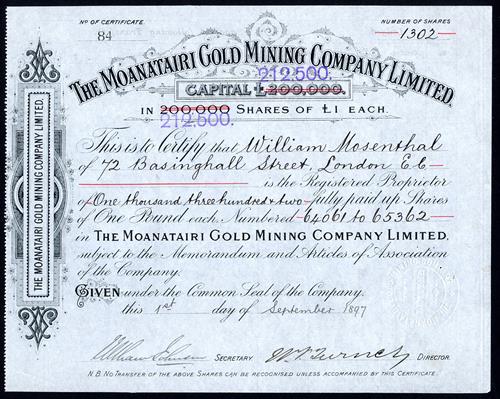 No OF CERTIFICATE.
84
NUMBER OF SHARES
1302
THE MOANATAIRI GOLD MINING COMPANY LIMITED.
212,500.
CAPITAL £200,000.
IN 200,000 SHARES OF £1 EACH.
212,500.
This is to Certify that William Mosenthal
of 72 Basinghall Street, London E.C
is the Registered Proprietor
of One thousand three hundred & two fully paid up Shares
of One Pound each Numbered 64061 to 65362
in THE MOANATAIRI GOLD MINING COMPANY LIMITED.
subject to the Memorandum and Articles of Association
of the Company.
GIVEN under the Common Seal of the Company.
this 1st day of September 1897
SECRETARY
DIRECTOR.
N.B. NO TRANSFER OF THE ABOVE SHARES CAN BE RECOGNISED UNLESS ACCOMPANIED BY THIS CERTIFICATE.
THE MOANATAIRI GOLD MINING COMPANY LIMITED.